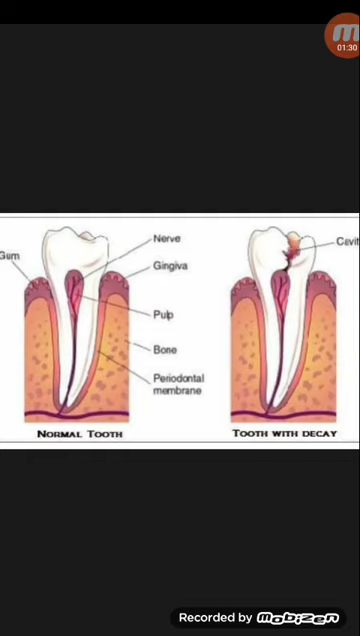 01:30
Nerve
Gum
Gingiva
Pulp
Bone
Periodontal
membrane
NORMAL TOOTH
TOOTH WITH DECAY
Recorded by mobizen